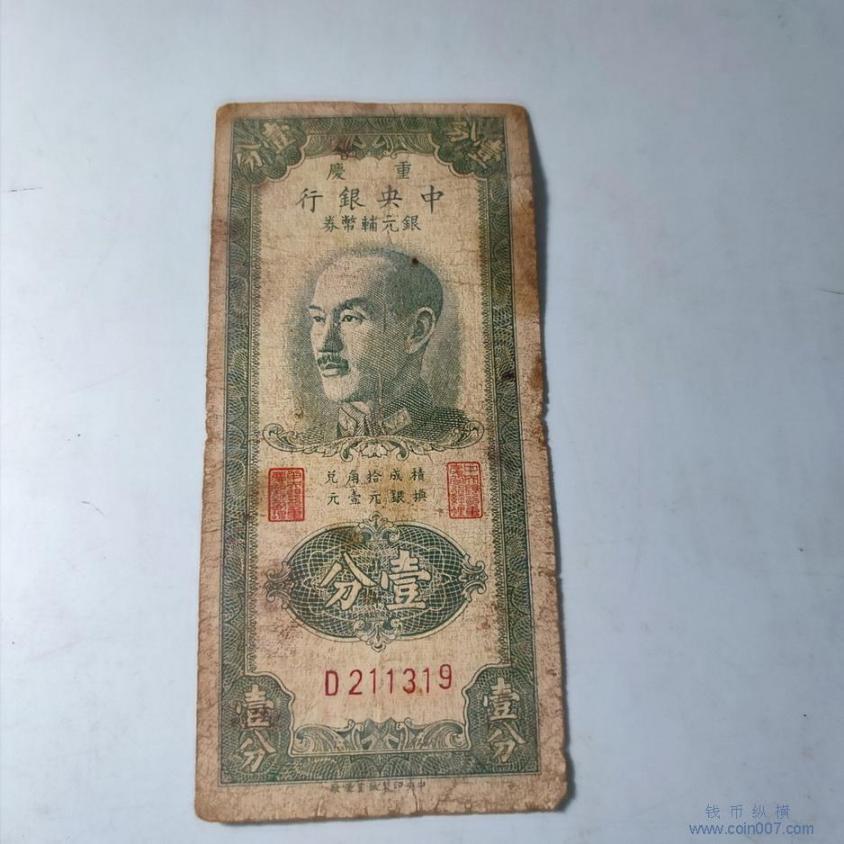 壹分 壹分
重慶
中央銀行
銀元輔幣券
積成拾角兌
換銀元壹元
壹分
D211319
壹分 壹分
钱币纵横
www.coin007.com